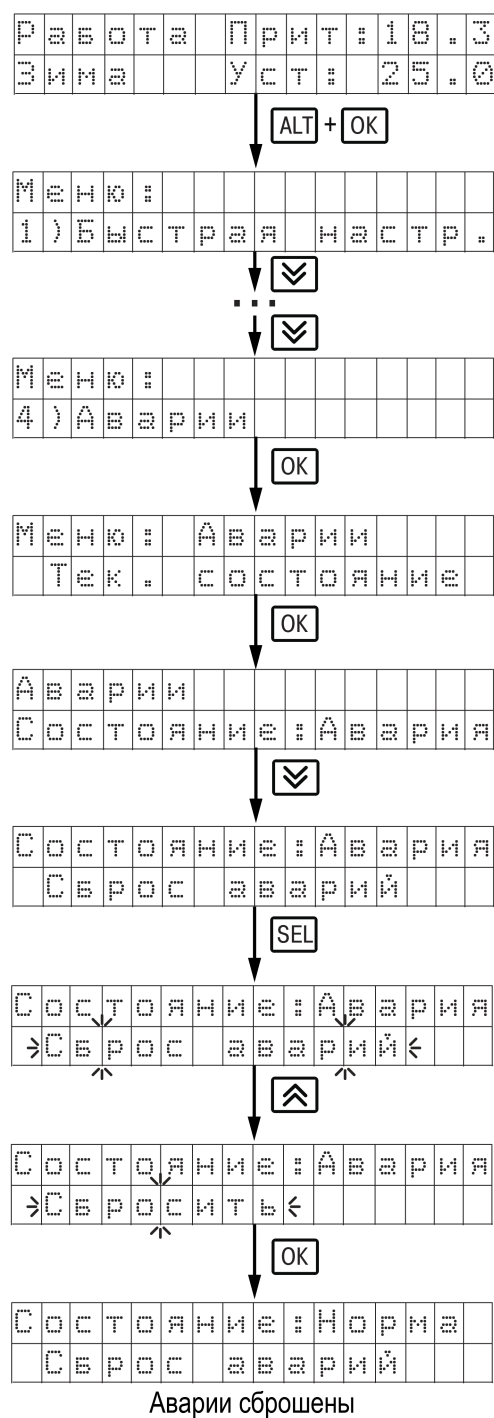 Работа Прит:18.3
Зима Уст: 25.0
ALT + OK
Меню:
1)Быстрая настр.
...
Меню:
4)Аварии
OK
Меню: Аварии
Тек. состояние
OK
Аварии
Состояние:Авария
Состояние:Авария
Сброс аварий
SEL
Состояние:Авария
Сброс аварий
Состояние:Авария
Сбросить
OK
Состояние:Норма
Сброс аварий
Аварии сброшены